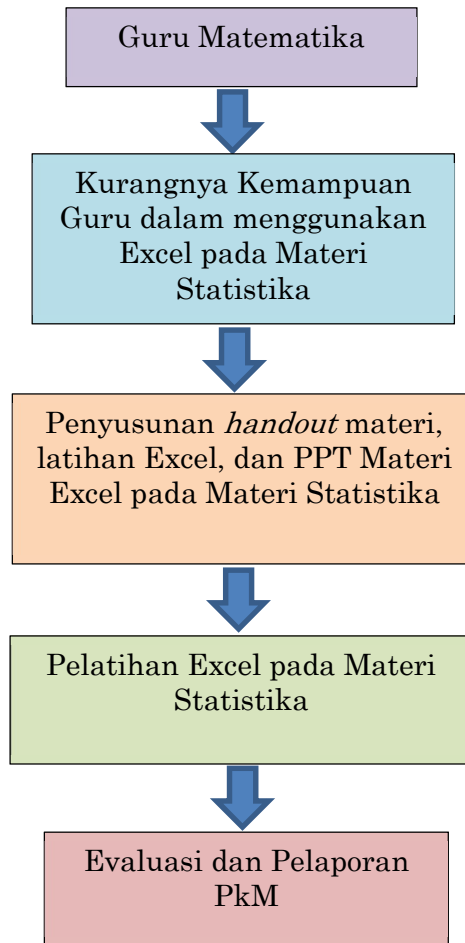 Guru Matematika
Kurangnya Kemampuan
Guru dalam menggunakan
Excel pada Materi
Statistika
Penyusunan handout materi,
latihan Excel, dan PPT Materi
Excel pada Materi Statistika
Pelatihan Excel pada Materi
Statistika
Evaluasi dan Pelaporan
PkM